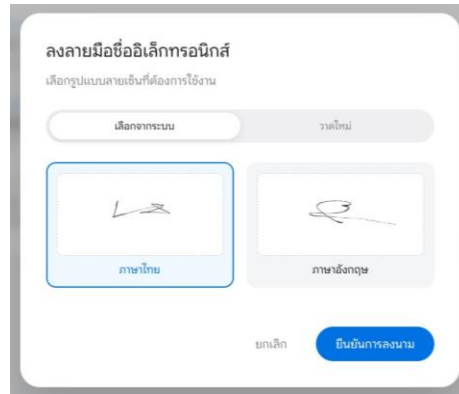 ลงลายมือชื่ออิเล็กทรอนิกส์
เลือกรูปแบบลายเซ็นที่ต้องการใช้งาน
เลือกจากระบบ วาดใหม่
ภาษาไทย ภาษาอังกฤษ
ยกเลิก ยืนยันการลงนาม